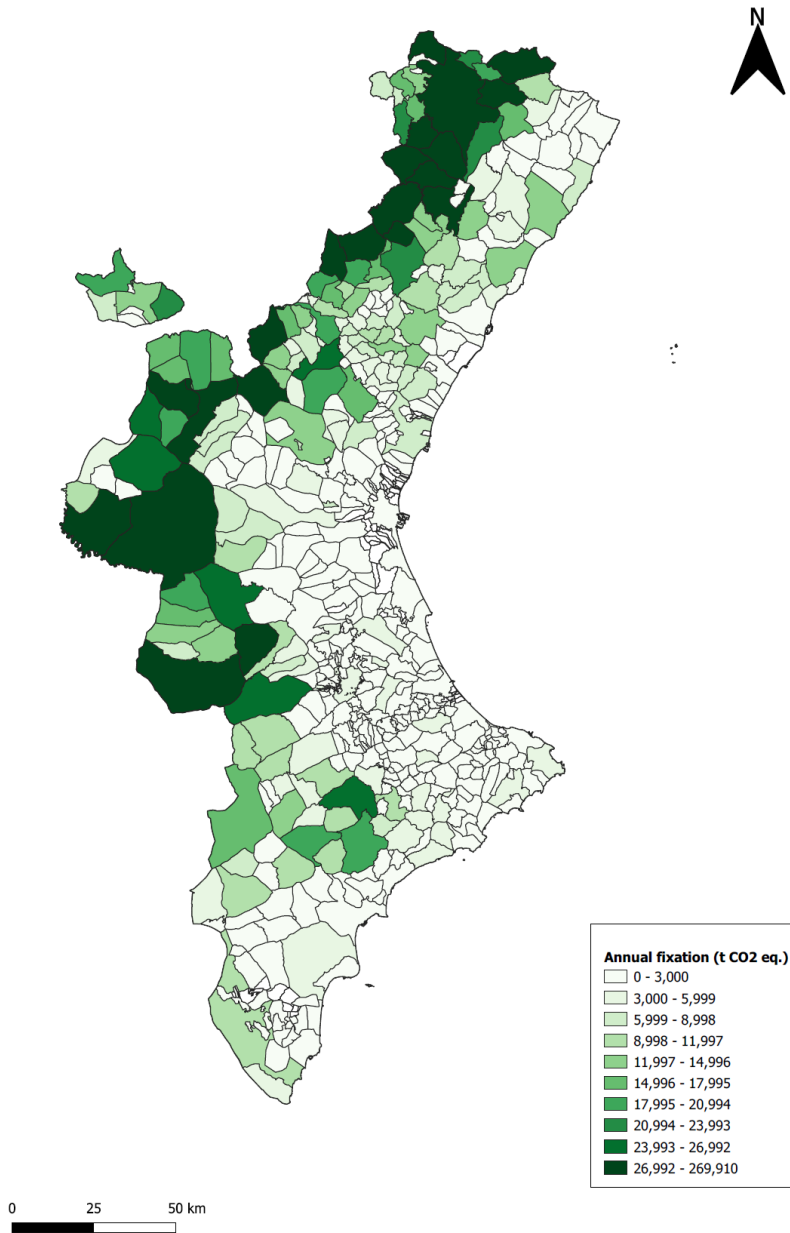 N
Annual fixation (t CO2 eq.)
0 - 3,000
3,000 - 5,999
5,999 - 8,998
8,998 - 11,997
11,997 - 14,996
14,996 - 17,995
17,995 - 20,994
20,994 - 23,993
23,993 - 26,992
26,992 - 269,910
0 25 50 km